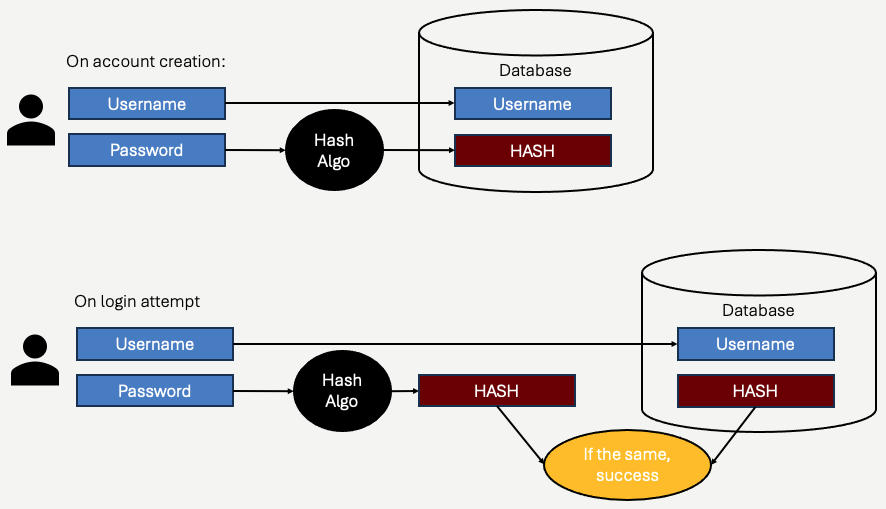 On account creation:
Database
Username
Username
Password
Hash
Algo
HASH
On login attempt
Database
Username
Username
Password
Hash
Algo
HASH
HASH
If the same,
success